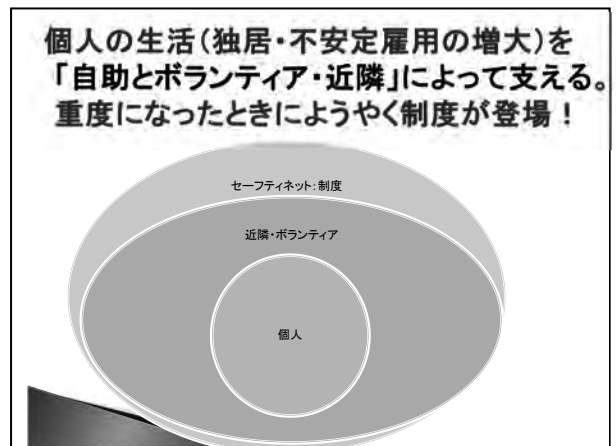 個人の生活(独居・不安定雇用の増大)を
「自助とボランティア・近隣」によって支える。
重度になったときにようやく制度が登場！
セーフティネット:制度
近隣・ボランティア
個人